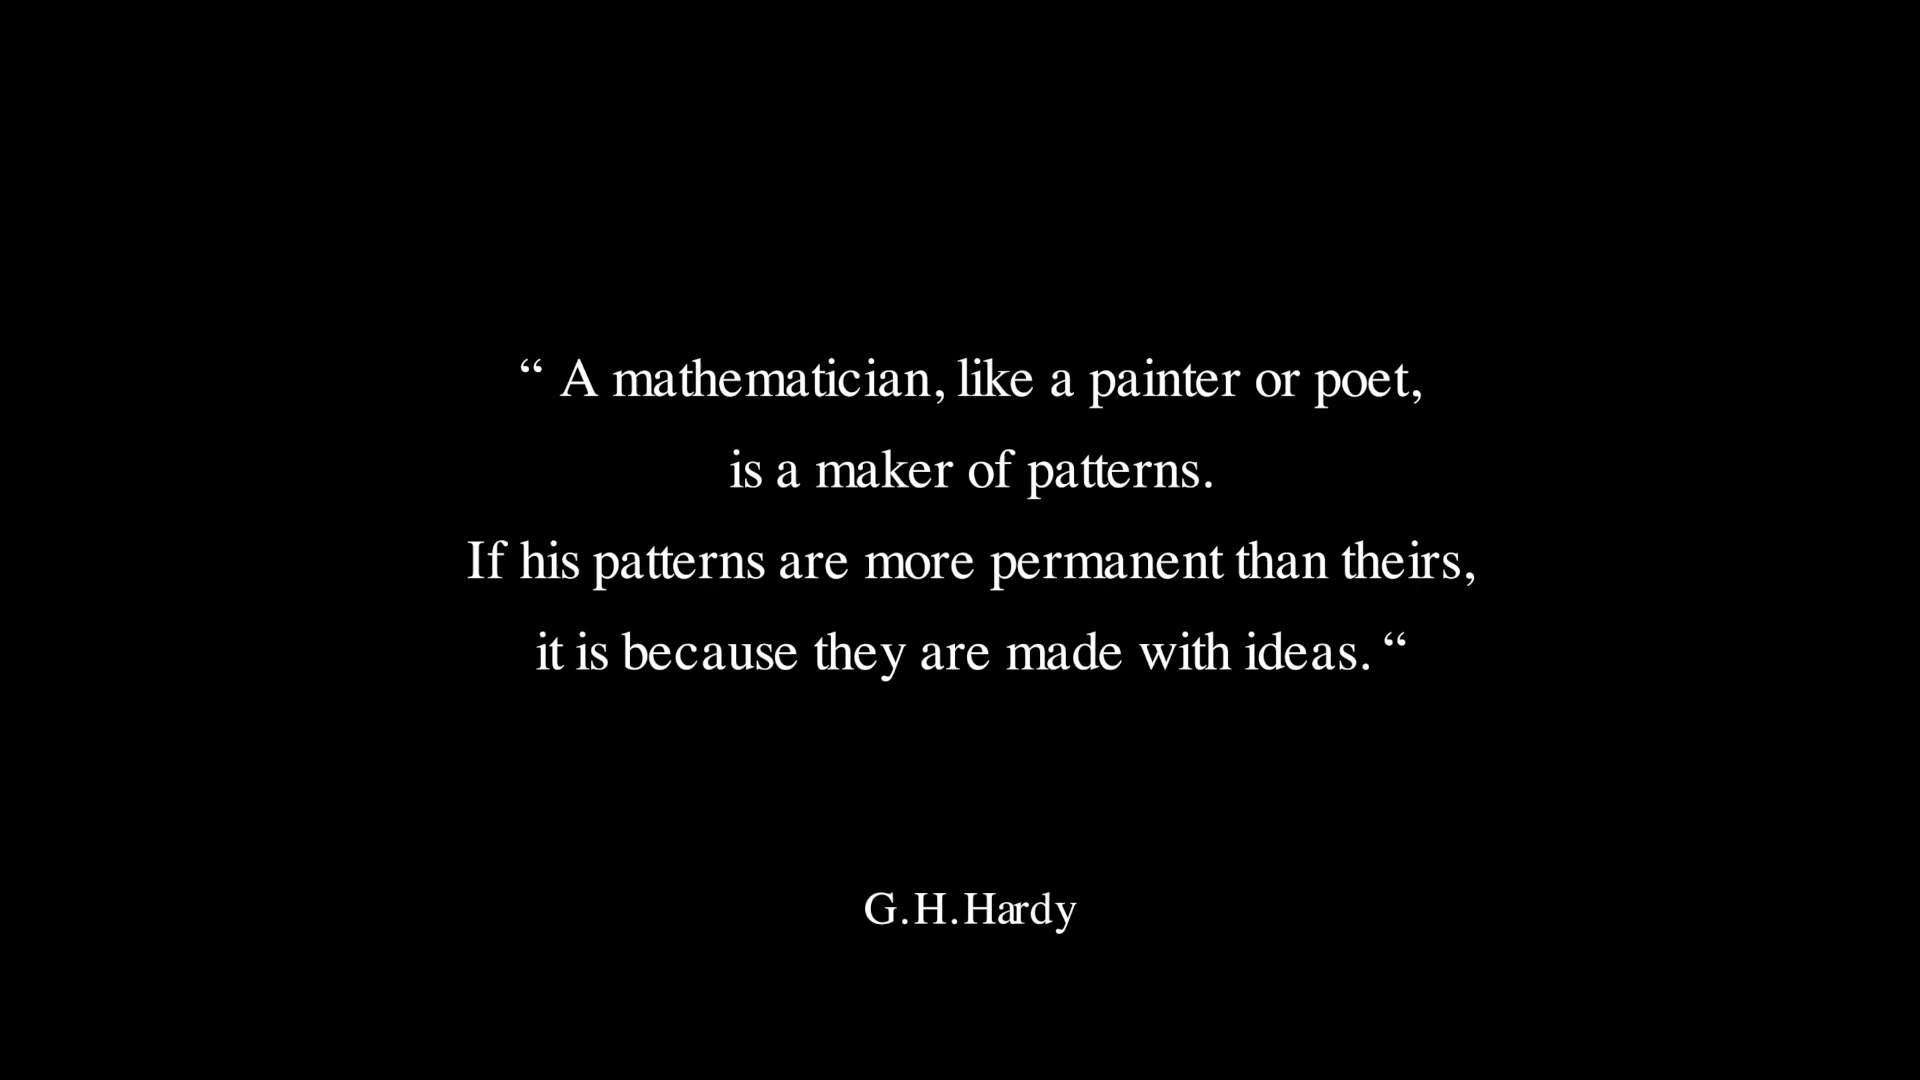 “ A mathematician, like a painter or poet,
is a maker of patterns.
If his patterns are more permanent than theirs,
it is because they are made with ideas. “
G.H.Hardy